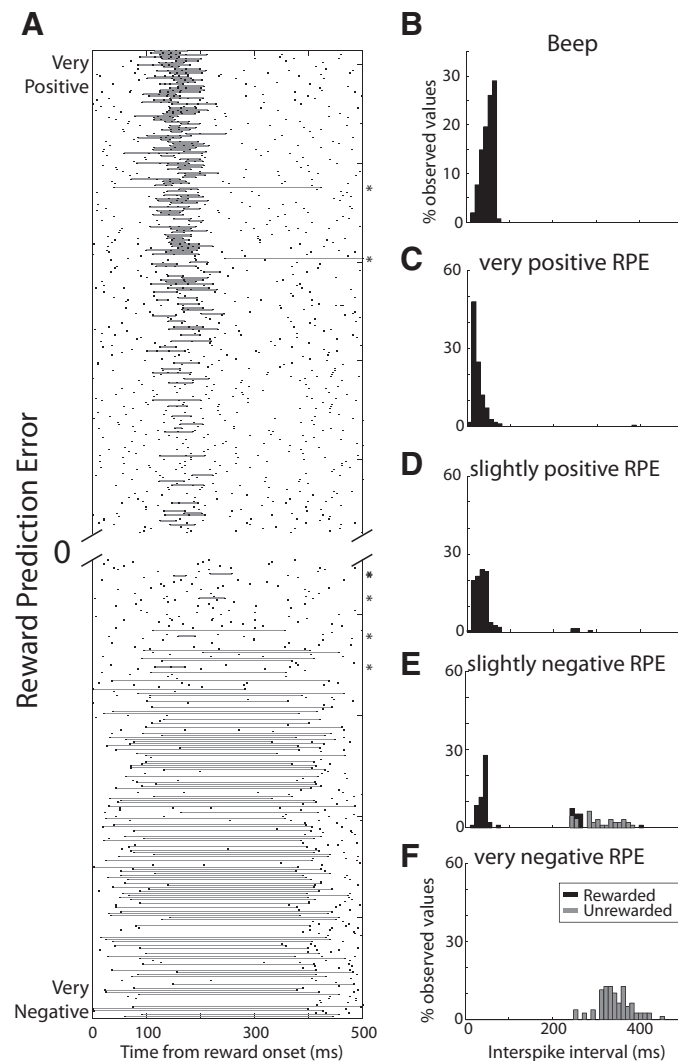 A
Very
Positive
*
*
Reward Prediction Error
0
*
*
*
*
Very
Negative
0 100 300 500
Time from reward onset (ms)
B
Beep
% observed values
30
20
10
0
C
very positive RPE
60
30
0
D
slightly positive RPE
60
30
0
E
slightly negative RPE
60
30
0
F
very negative RPE
% observed values
60
30
0
Rewarded
Unrewarded
0 200 400
Interspike interval (ms)